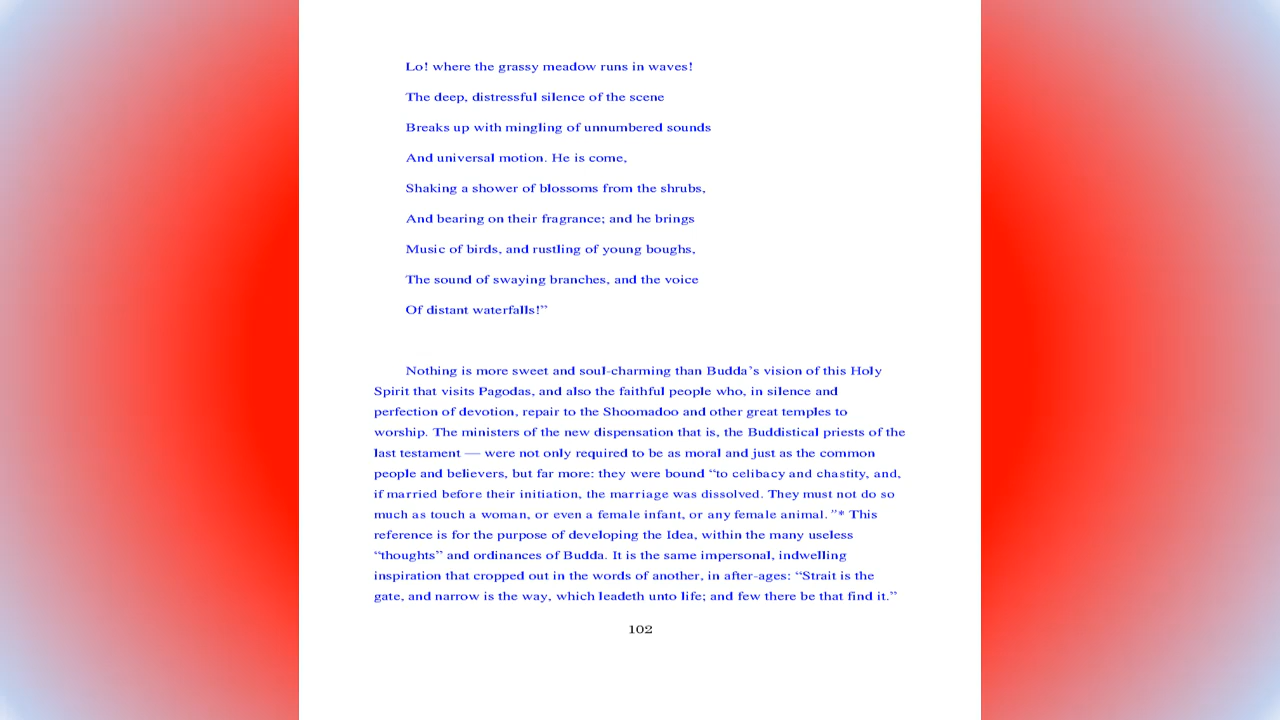 Lo! where the grassy meadow runs in waves!
The deep, distressful silence of the scene
Breaks up with mingling of unnumbered sounds
And universal motion. He is come,
Shaking a shower of blossoms from the shrubs,
And bearing on their fragrance; and he brings
Music of birds, and rustling of young boughs,
The sound of swaying branches, and the voice
Of distant waterfalls!”
Nothing is more sweet and soul-charming than Budda’s vision of this Holy
Spirit that visits Pagodas, and also the faithful people who, in silence and
perfection of devotion, repair to the Shoomadoo and other great temples to
worship. The ministers of the new dispensation that is, the Buddistical priests of the
last testament — were not only required to be as moral and just as the common
people and believers, but far more: they were bound “to celibacy and chastity, and,
if married before their initiation, the marriage was dissolved. They must not do so
much as touch a woman, or even a female infant, or any female animal.”* This
reference is for the purpose of developing the Idea, within the many useless
“thoughts” and ordinances of Budda. It is the same impersonal, indwelling
inspiration that cropped out in the words of another, in after-ages: “Strait is the
gate, and narrow is the way, which leadeth unto life; and few there be that find it.”
102